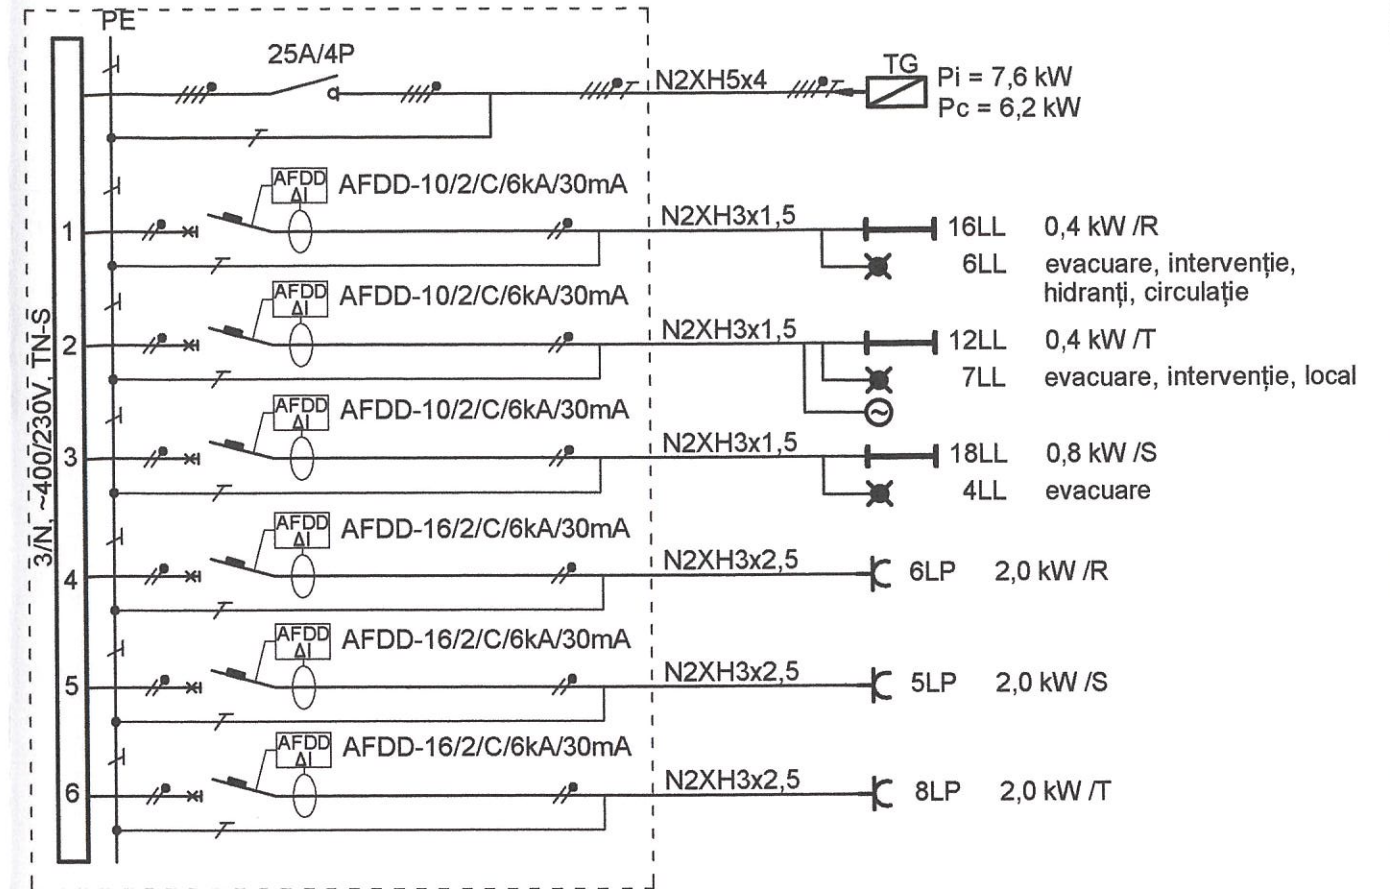 PE
25A/4P
N2XH5x4
TG
Pi = 7,6 kW
Pc = 6,2 kW
3/N, ~400/230V, TN-S
AFDD
ΔI
AFDD-10/2/C/6kA/30mA
1
N2XH3x1,5
16LL 0,4 kW /R
6LL evacuare, intervenție,
hidranți, circulație
AFDD
ΔI
AFDD-10/2/C/6kA/30mA
2
N2XH3x1,5
12LL 0,4 kW /T
7LL evacuare, intervenție, local
~
AFDD
ΔI
AFDD-10/2/C/6kA/30mA
3
N2XH3x1,5
18LL 0,8 kW /S
4LL evacuare
AFDD
ΔI
AFDD-16/2/C/6kA/30mA
4
N2XH3x2,5
6LP 2,0 kW /R
AFDD
ΔI
AFDD-16/2/C/6kA/30mA
5
N2XH3x2,5
5LP 2,0 kW /S
AFDD
ΔI
AFDD-16/2/C/6kA/30mA
6
N2XH3x2,5
8LP 2,0 kW /T